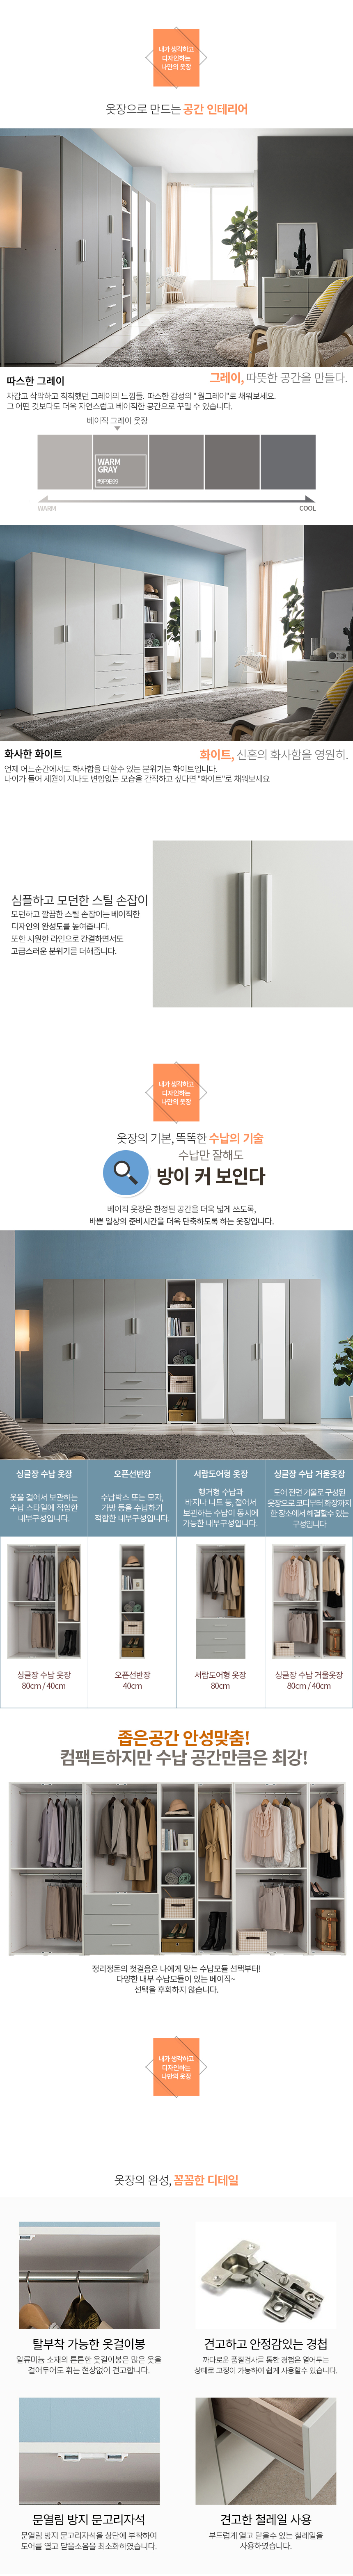 내가 생각하고
디자인하는
나만의 옷장
옷장으로 만드는 공간 인테리어
따스한 그레이
그레이, 따뜻한 공간을 만들다.
차갑고 삭막하고 칙칙했던 그레이의 느낌들. 따스한 감성의 "웜그레이"로 채워보세요.
그 어떤 것보다도 더욱 자연스럽고 베이직한 공간으로 꾸밀 수 있습니다.
베이직 그레이 옷장
WARM
GRAY
#9F9B99
WARM
COOL
화사한 화이트
화이트, 신혼의 화사함을 영원히.
언제 어느순간에서도 화사함을 더할수 있는 분위기는 화이트입니다.
나이가 들어 세월이 지나도 변함없는 모습을 간직하고 싶다면 "화이트"로 채워보세요
심플하고 모던한 스틸 손잡이
모던하고 깔끔한 스틸 손잡이는 베이직한
디자인의 완성도를 높여줍니다.
또한 시원한 라인으로 간결하면서도
고급스러운 분위기를 더해줍니다.
내가 생각하고
디자인하는
나만의 옷장
옷장의 기본, 똑똑한 수납의 기술
수납만 잘해도
방이 커 보인다
베이직 옷장은 한정된 공간을 더욱 넓게 쓰도록,
바쁜 일상의 준비시간을 더욱 단축하도록 하는 옷장입니다.
싱글장 수납 옷장
옷을 걸어서 보관하는
수납 스타일에 적합한
내부구성입니다.
오픈선반장
수납박스 또는 모자,
가방 등을 수납하기
적합한 내부구성입니다.
서랍도어형 옷장
행거형 수납과
바지나 니트 등, 접어서
보관하는 수납이 동시에
가능한 내부구성입니다.
싱글장 수납 거울옷장
도어 전면 거울로 구성된
옷장으로 코디부터 화장까지
한 장소에서 해결할수 있는
구성입니다
싱글장 수납 옷장
80cm / 40cm
오픈선반장
40cm
서랍도어형 옷장
80cm
싱글장 수납 거울옷장
80cm / 40cm
좁은공간 안성맞춤!
컴팩트하지만 수납 공간만큼은 최강!
정리정돈의 첫걸음은 나에게 맞는 수납모듈 선택부터!
다양한 내부 수납모듈이 있는 베이직~
선택을 후회하지 않습니다.
내가 생각하고
디자인하는
나만의 옷장
옷장의 완성, 꼼꼼한 디테일
탈부착 가능한 옷걸이봉
알류미늄 소재의 튼튼한 옷걸이봉은 많은 옷을
걸어두어도 휘는 현상없이 견고합니다.
견고하고 안정감있는 경첩
까다로운 품질검사를 통한 경첩은 열어두는
상태로 고정이 가능하여 쉽게 사용할수 있습니다.
문열림 방지 문고리자석
문열림 방지 문고리자석을 상단에 부착하여
도어를 열고 닫을소음을 최소화하였습니다.
견고한 철레일 사용
부드럽게 열고 닫을수 있는 철레일을
사용하였습니다.